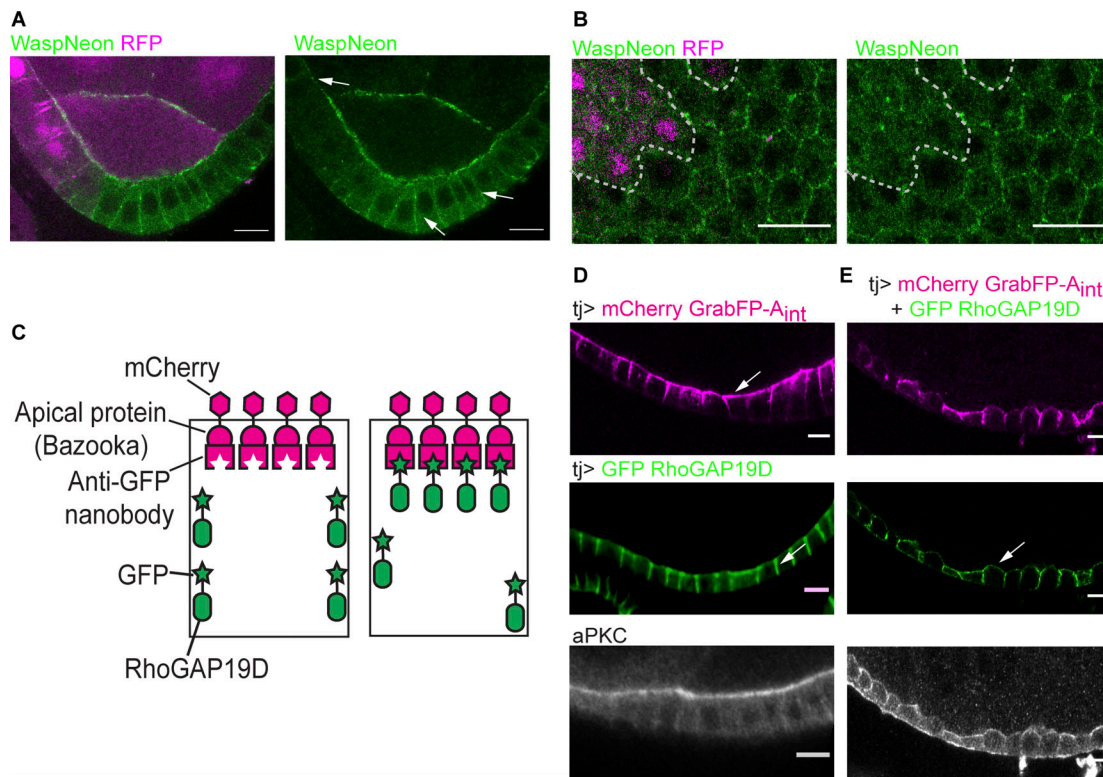 A
WaspNeon RFP
WaspNeon
B
WaspNeon RFP
WaspNeon
C
mCherry
Apical protein
(Bazooka)
Anti-GFP
nanobody
GFP
RhoGAP19D
D
tj> mCherry GrabFP-Aint
tj> GFP RhoGAP19D
aPKC
E
tj> mCherry GrabFP-Aint
+ GFP RhoGAP19D